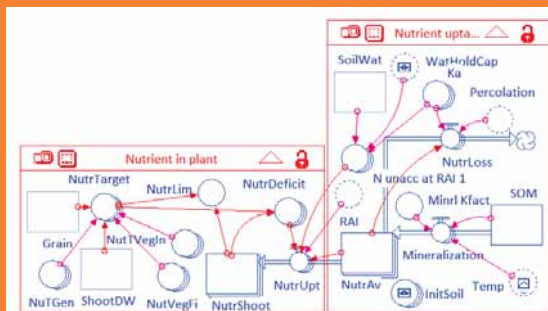 Nutrient upta...
SoilWat
WatHoldCap
Ka
Percolation
Nutrient in plant
N unacc at RAI 1
NutrLoss
NutrTarget
NutrLim
NutrDeficit
RAI
Minrl Kfact
SOM
Grain
NutTVegIn
Mineralization
NuTGen
ShootDW
NutVegFi
NutrShoot
NutrUpt
NutrAv
InitSoil
Temp